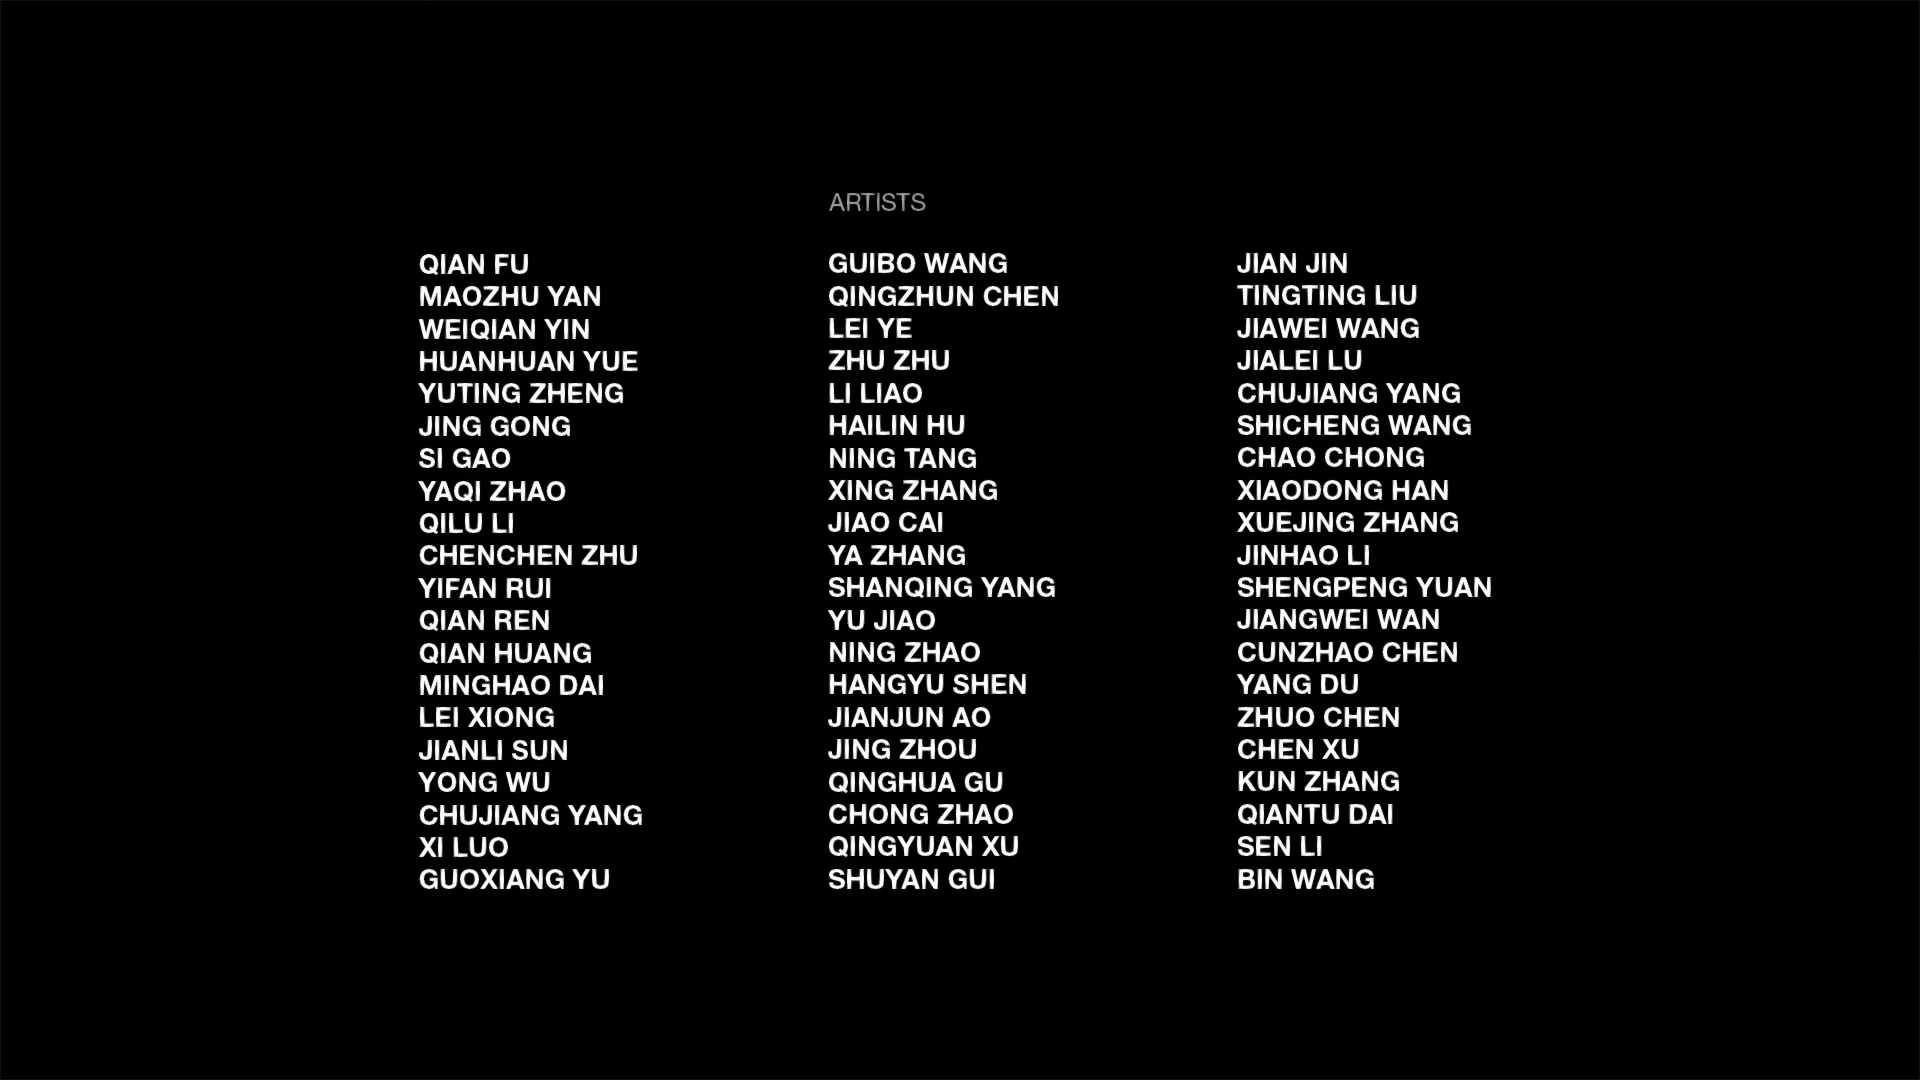 ARTISTS
QIAN FU
MAOZHU YAN
WEIQIAN YIN
HUANHUAN YUE
YUTING ZHENG
JING GONG
SI GAO
YAQI ZHAO
QILU LI
CHENCHEN ZHU
YIFAN RUI
QIAN REN
QIAN HUANG
MINGHAO DAI
LEI XIONG
JIANLI SUN
YONG WU
CHUJIANG YANG
XI LUO
GUOXIANG YU
GUIBO WANG
QINGZHUN CHEN
LEI YE
ZHU ZHU
LI LIAO
HAILIN HU
NING TANG
XING ZHANG
JIAO CAI
YA ZHANG
SHANQING YANG
YU JIAO
NING ZHAO
HANGYU SHEN
JIANJUN AO
JING ZHOU
QINGHUA GU
CHONG ZHAO
QINGYUAN XU
SHUYAN GUI
JIAN JIN
TINGTING LIU
JIAWEI WANG
JIALEI LU
CHUJIANG YANG
SHICHENG WANG
CHAO CHONG
XIAODONG HAN
XUEJING ZHANG
JINHAO LI
SHENGPENG YUAN
JIANGWEI WAN
CUNZHAO CHEN
YANG DU
ZHUO CHEN
CHEN XU
KUN ZHANG
QIANTU DAI
SEN LI
BIN WANG